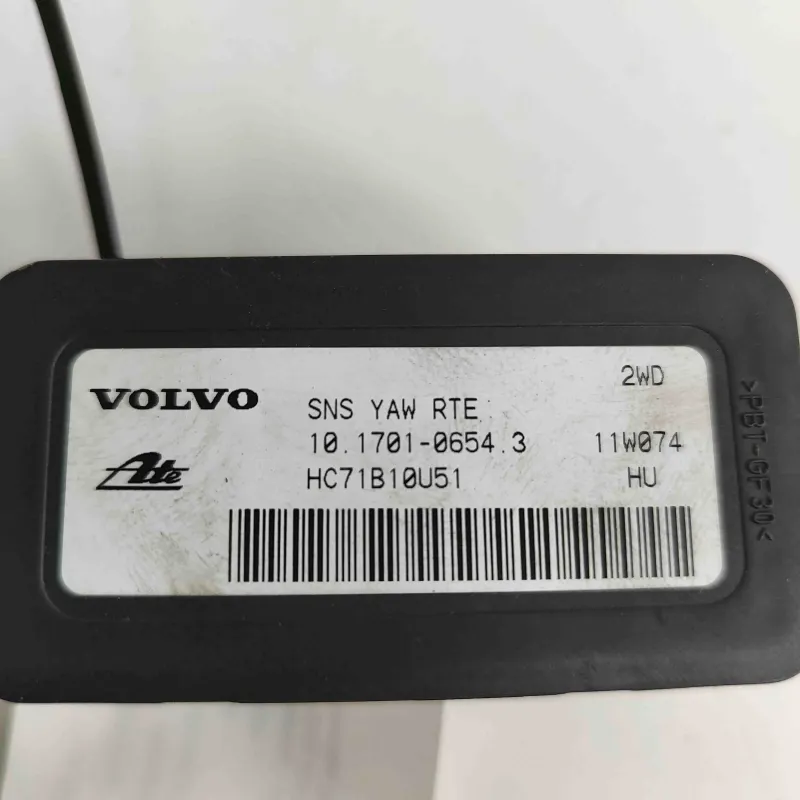 2WD
VOLVO SNS YAW RTE
10.1701-0654.3 11W074
Ate HC71B10U51 HU
>PBT-GF30<